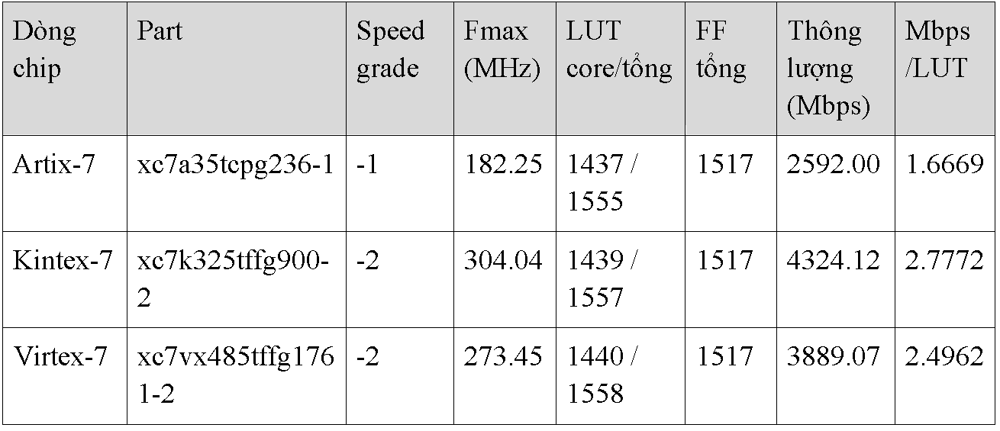 Dòng chip Part Speed grade Fmax (MHz) LUT core/tổng FF tổng Thông lượng (Mbps) Mbps /LUT
Artix-7 xc7a35tcpg236-1 -1 182.25 1437 / 1555 1517 2592.00 1.6669
Kintex-7 xc7k325tffg900-2 -2 304.04 1439 / 1557 1517 4324.12 2.7772
Virtex-7 xc7vx485tffg1761-2 -2 273.45 1440 / 1558 1517 3889.07 2.4962